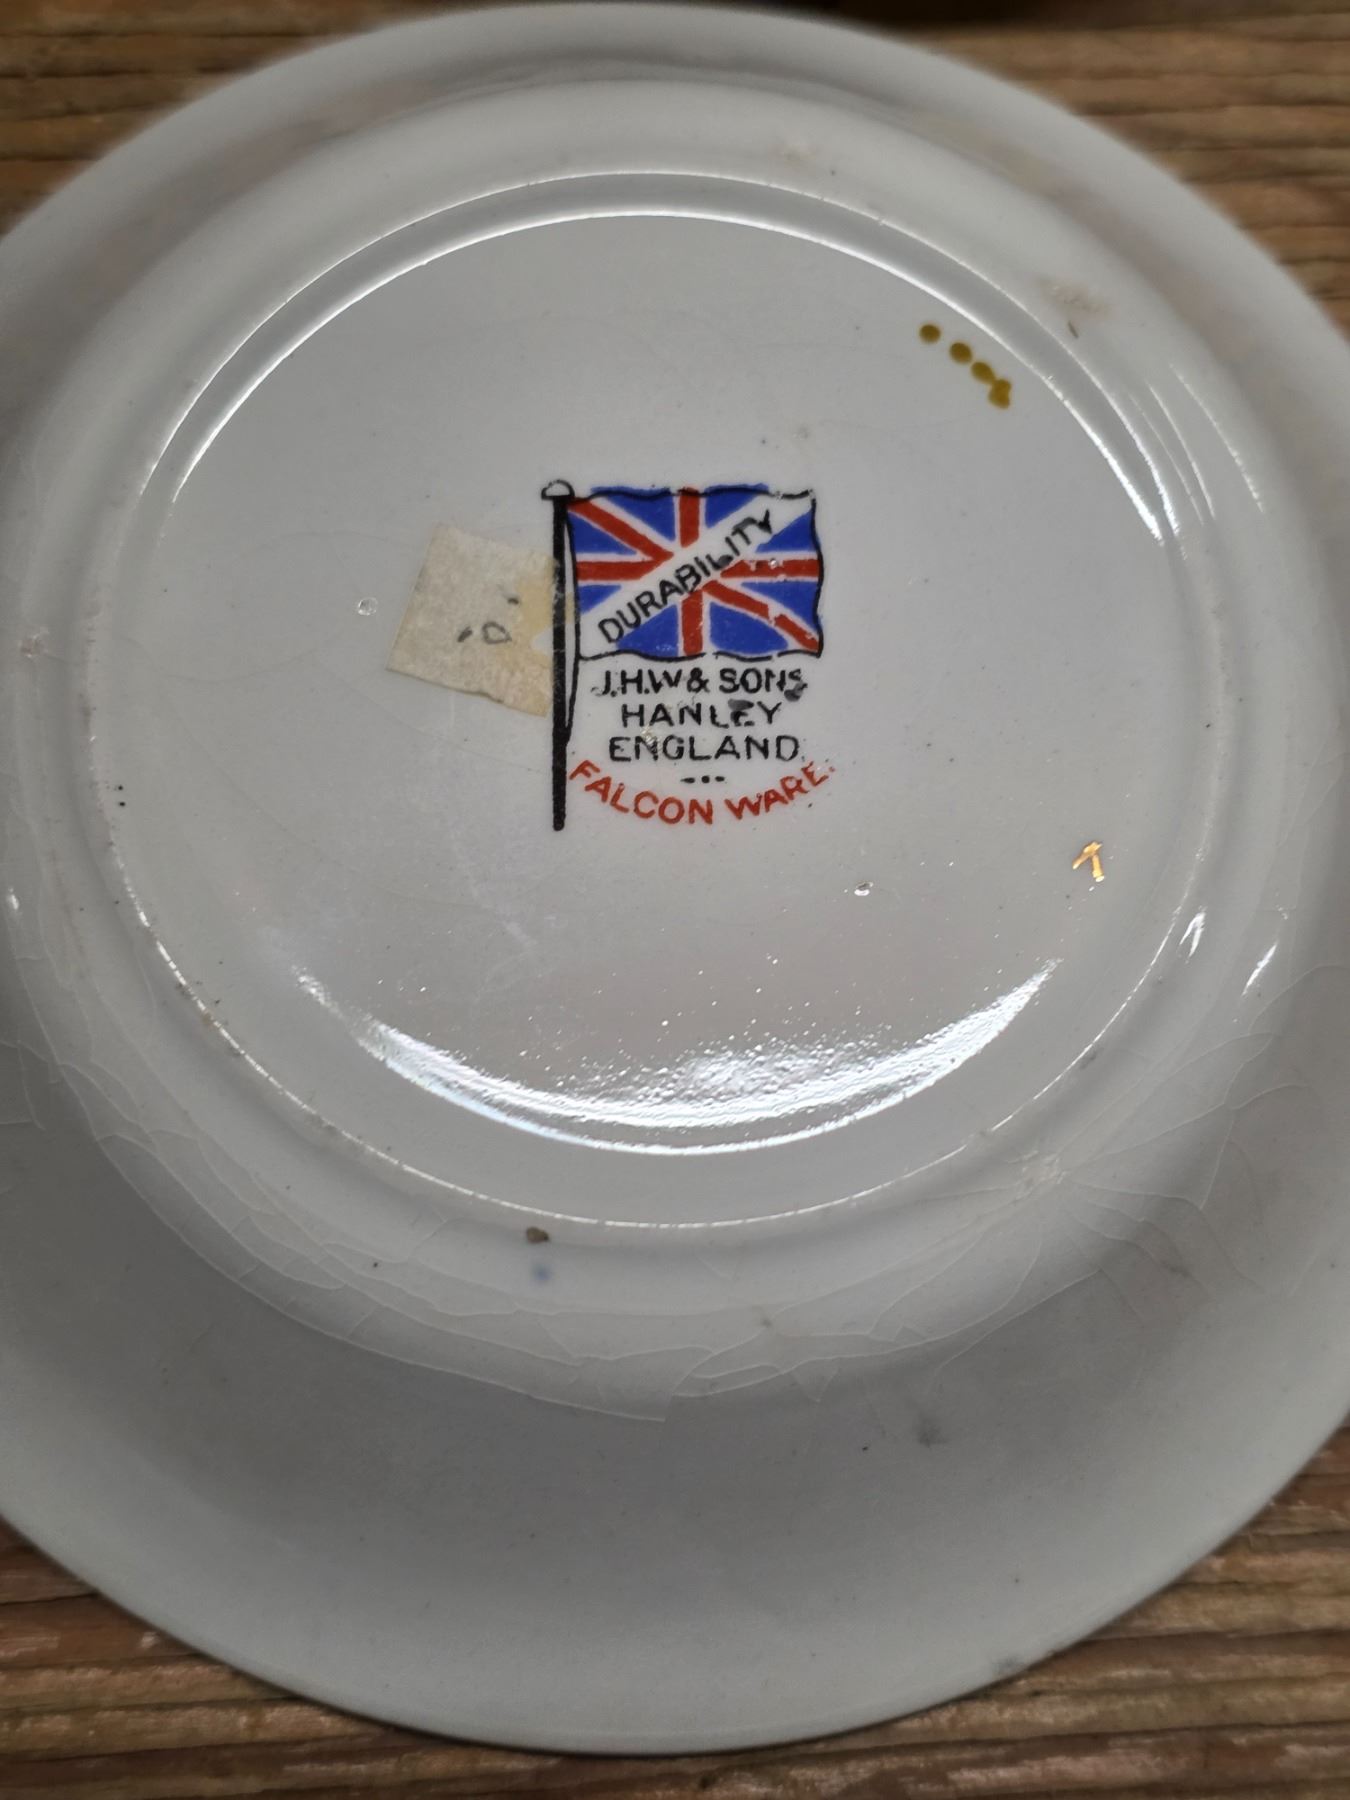 DURABILITY
J.H.W & SONS
HANLEY
ENGLAND.
FALCON WARE.